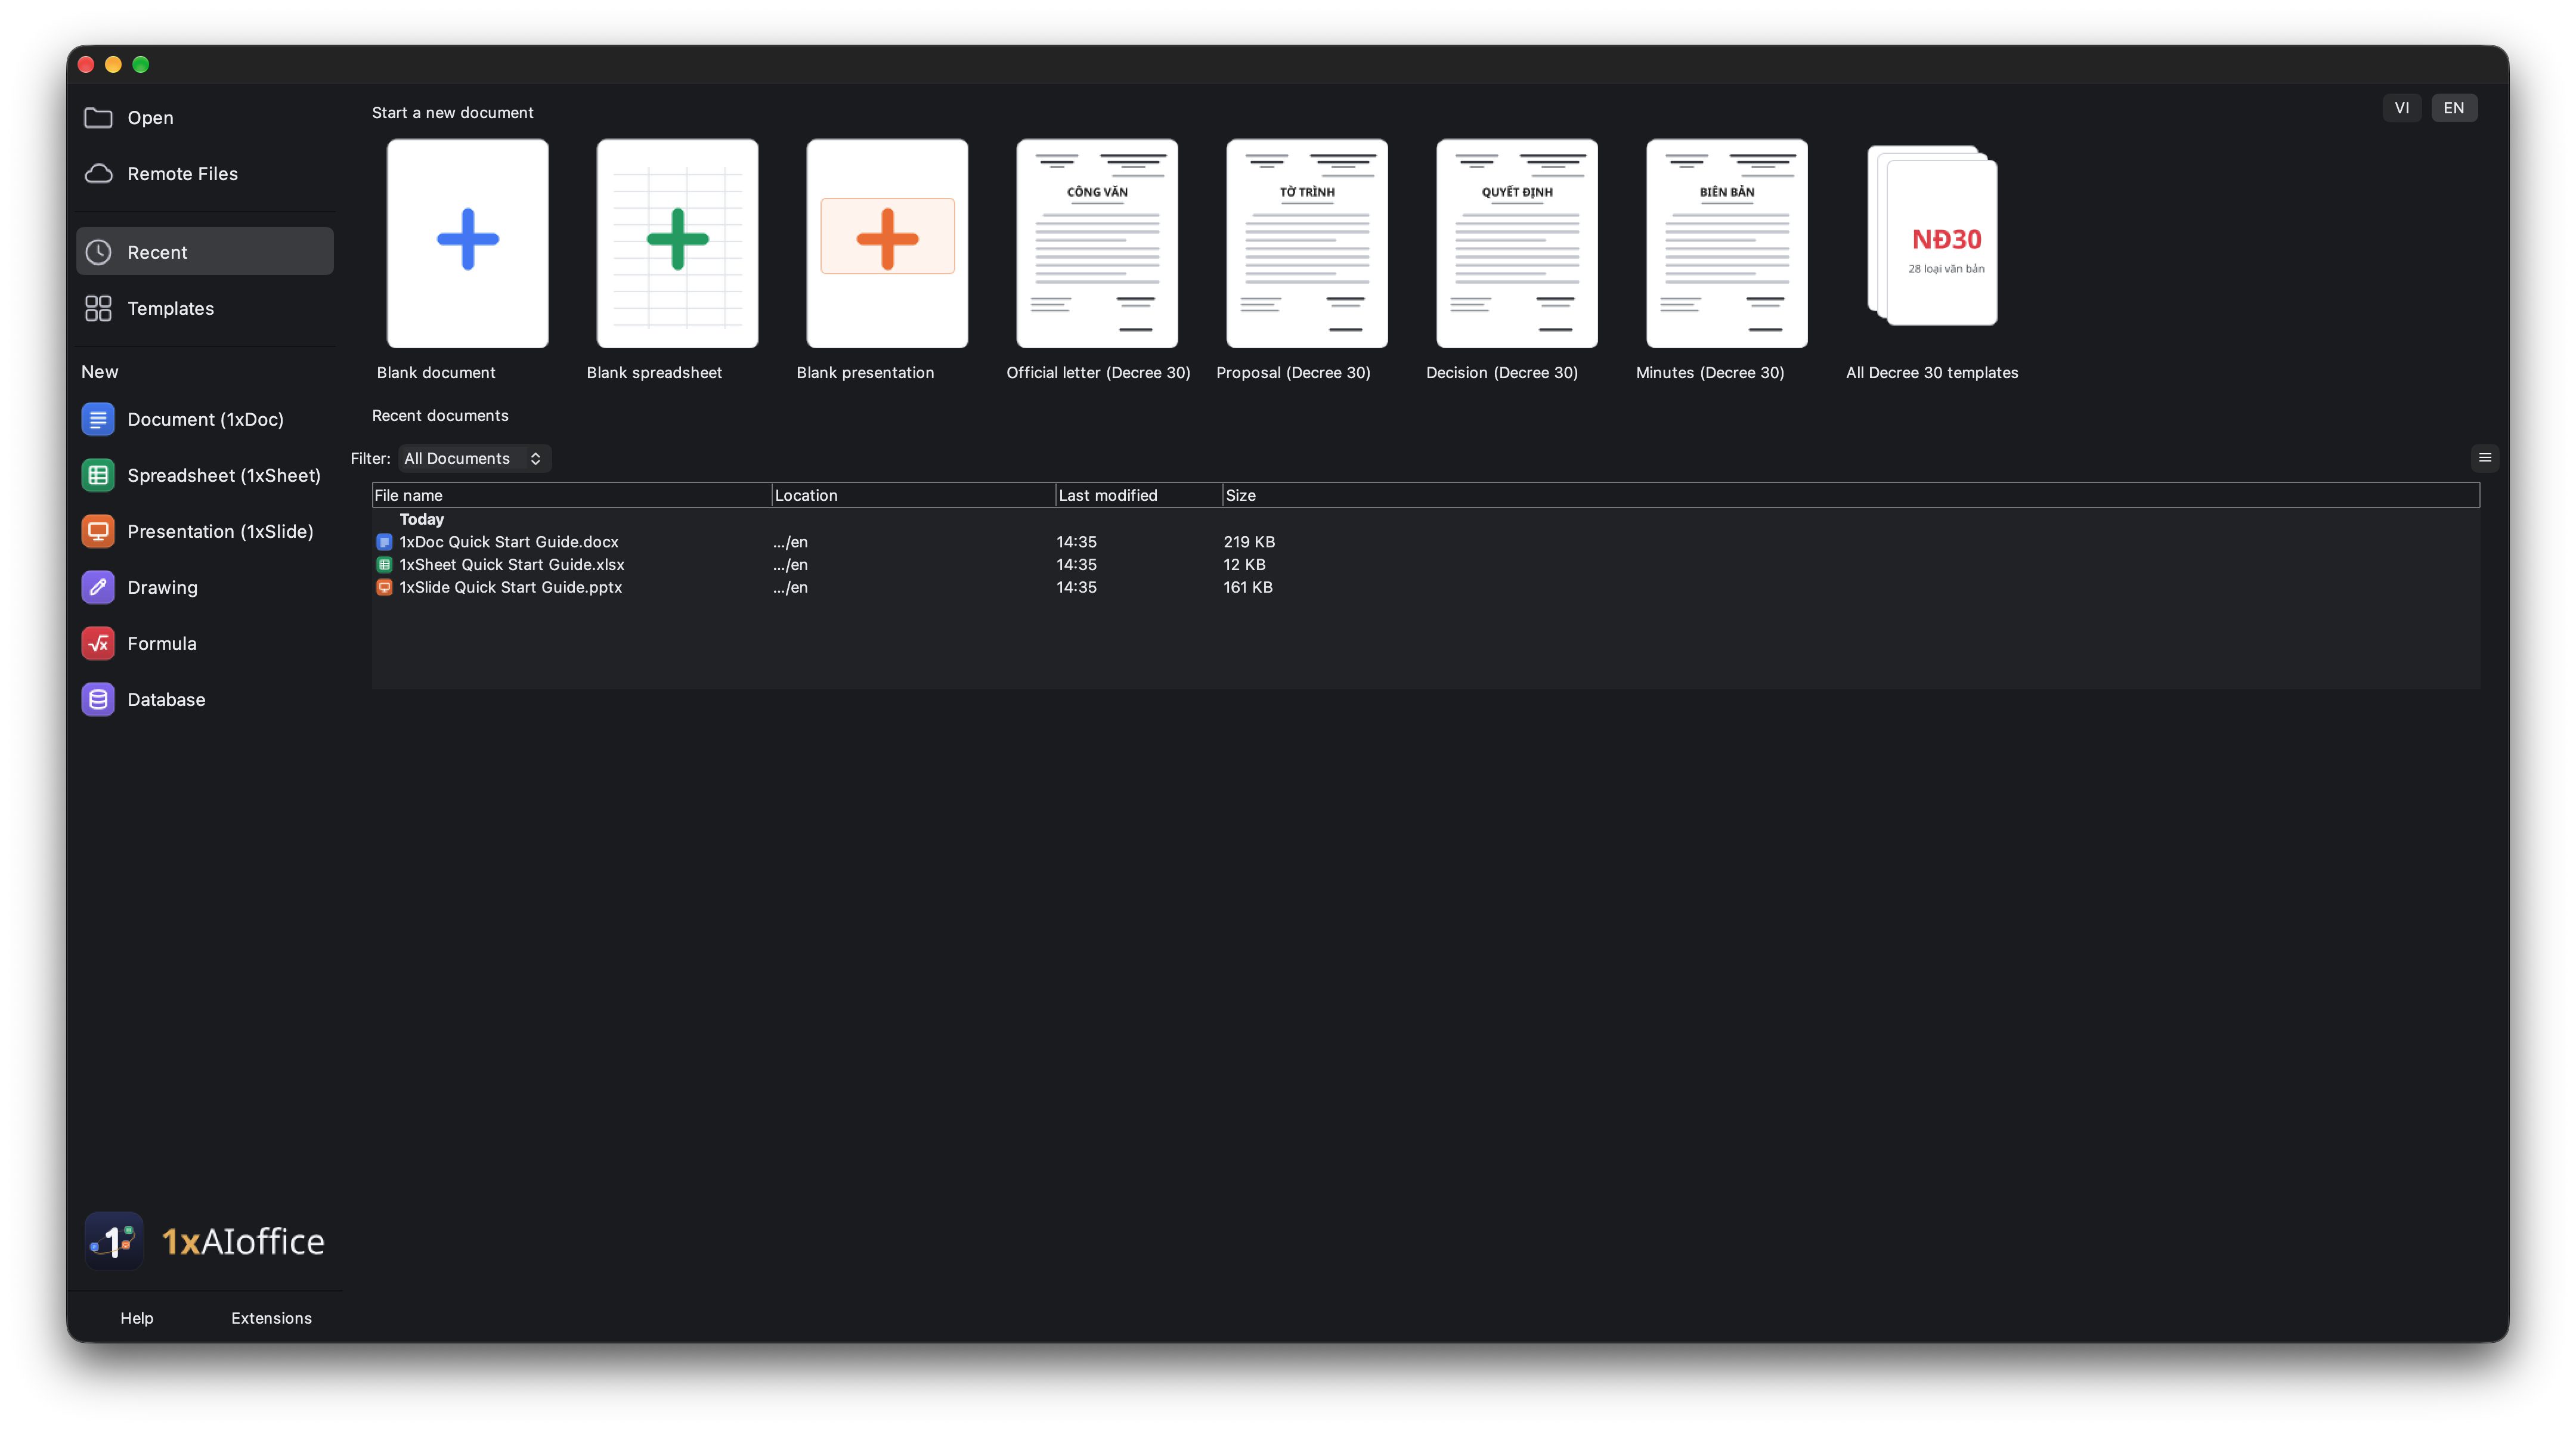 Open
Remote Files
Recent
Templates
New
Document (1xDoc)
Spreadsheet (1xSheet)
Presentation (1xSlide)
Drawing
Formula
Database
1xAIoffice
Help
Extensions
Start a new document
VI
EN
CÔNG VĂN
TỜ TRÌNH
QUYẾT ĐỊNH
BIÊN BẢN
NĐ30
28 loại văn bản
Blank document
Blank spreadsheet
Blank presentation
Official letter (Decree 30)
Proposal (Decree 30)
Decision (Decree 30)
Minutes (Decree 30)
All Decree 30 templates
Recent documents
Filter: All Documents
File name Location Last modified Size
Today
1xDoc Quick Start Guide.docx .../en 14:35 219 KB
1xSheet Quick Start Guide.xlsx .../en 14:35 12 KB
1xSlide Quick Start Guide.pptx .../en 14:35 161 KB